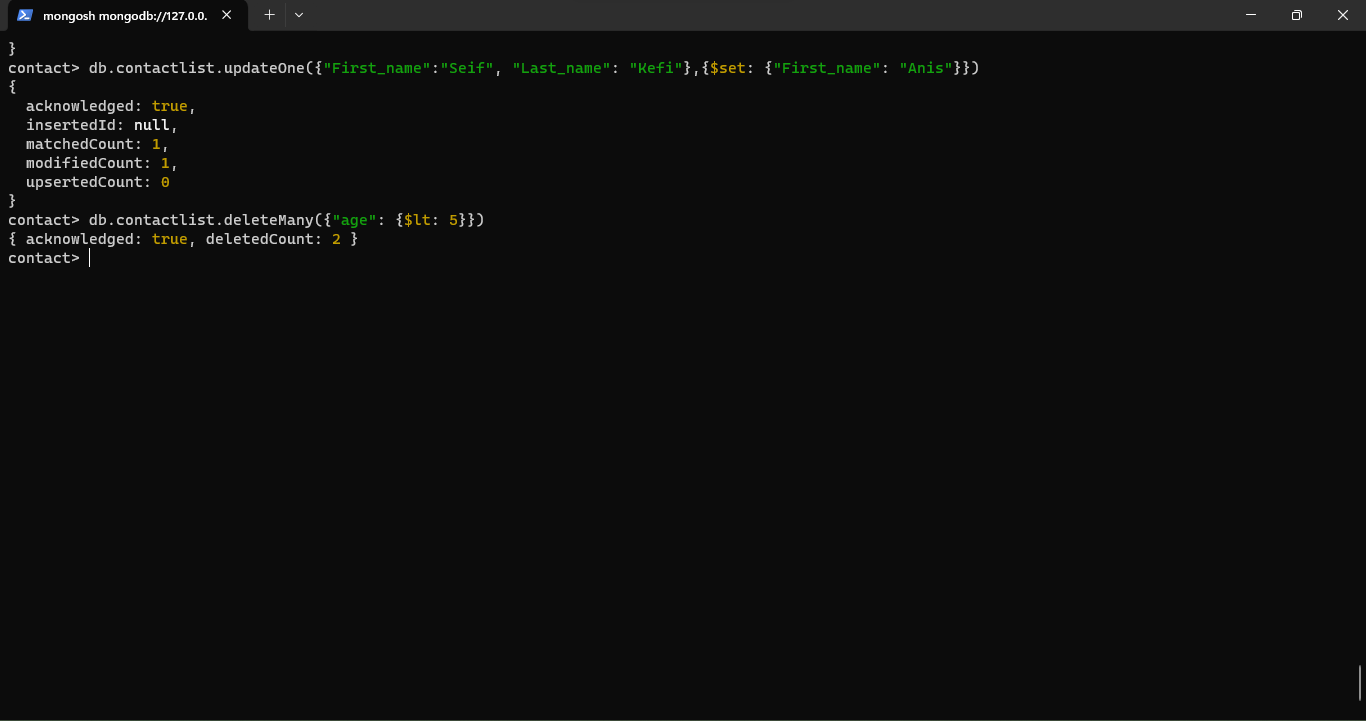 mongosh mongodb://127.0.0.
}
contact> db.contactlist.updateOne({"First_name":"Seif", "Last_name": "Kefi"},{$set: {"First_name": "Anis"}})
{
  acknowledged: true,
  insertedId: null,
  matchedCount: 1,
  modifiedCount: 1,
  upsertedCount: 0
}
contact> db.contactlist.deleteMany({"age": {$lt: 5}})
{ acknowledged: true, deletedCount: 2 }
contact>